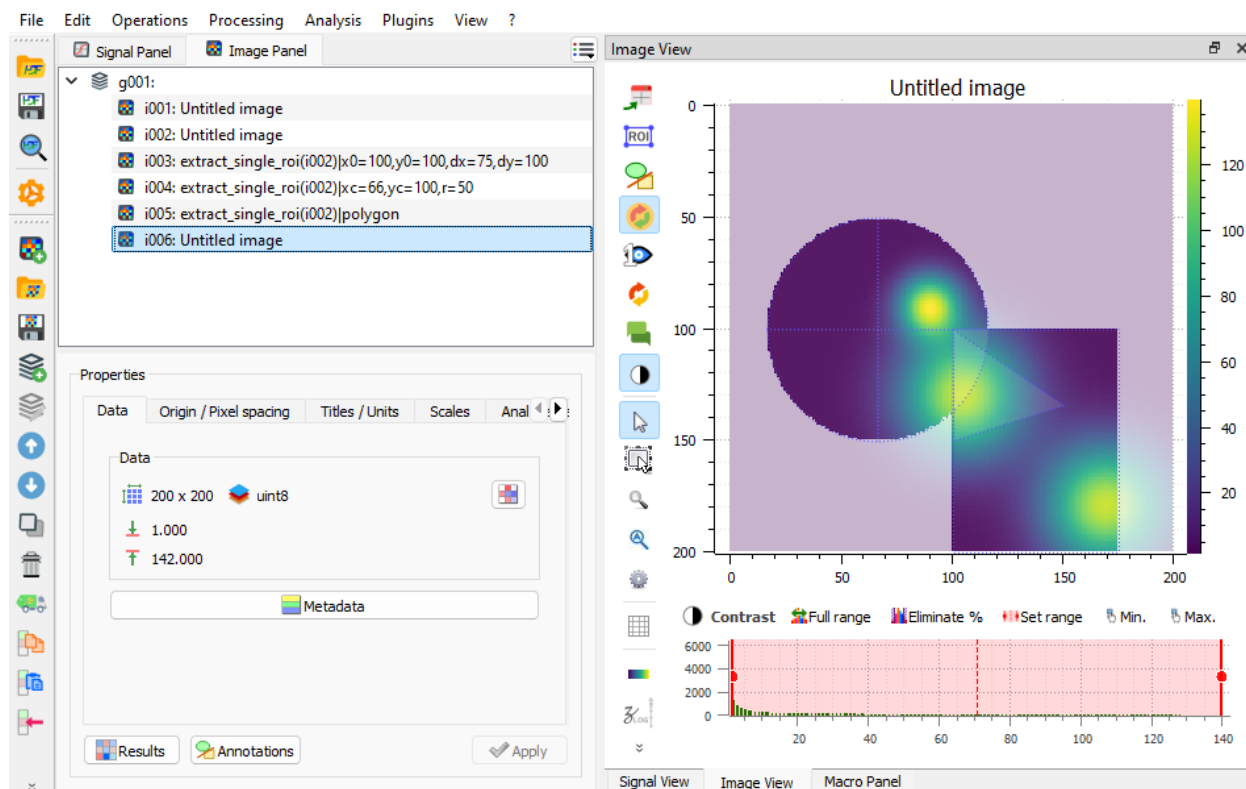 File Edit Operations Processing Analysis Plugins View ?
Signal Panel Image Panel
g001:
i001: Untitled image
i002: Untitled image
i003: extract_single_roi(i002)|x0=100,y0=100,dx=75,dy=100
i004: extract_single_roi(i002)|xc=66,yc=100,r=50
i005: extract_single_roi(i002)|polygon
i006: Untitled image
Properties
Data Origin / Pixel spacing Titles / Units Scales Anal
Data
200 x 200 uint8
1.000
142.000
Metadata
Results Annotations Apply
Image View
HDF
HDF
HDF
ROI
1
A
LOG
Untitled image
0
50
100
150
200
0 50 100 150 200
120
100
80
60
40
20
Contrast Full range Eliminate % Set range Min. Max.
6000
4000
2000
0
20 40 60 80 100 120 140
Signal View Image View Macro Panel